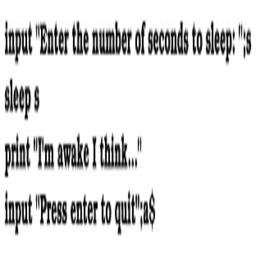 input "Enter the number of seconds to sleep: ";s
sleep s
print "I'm awake I think..."
input "Press enter to quit";a$